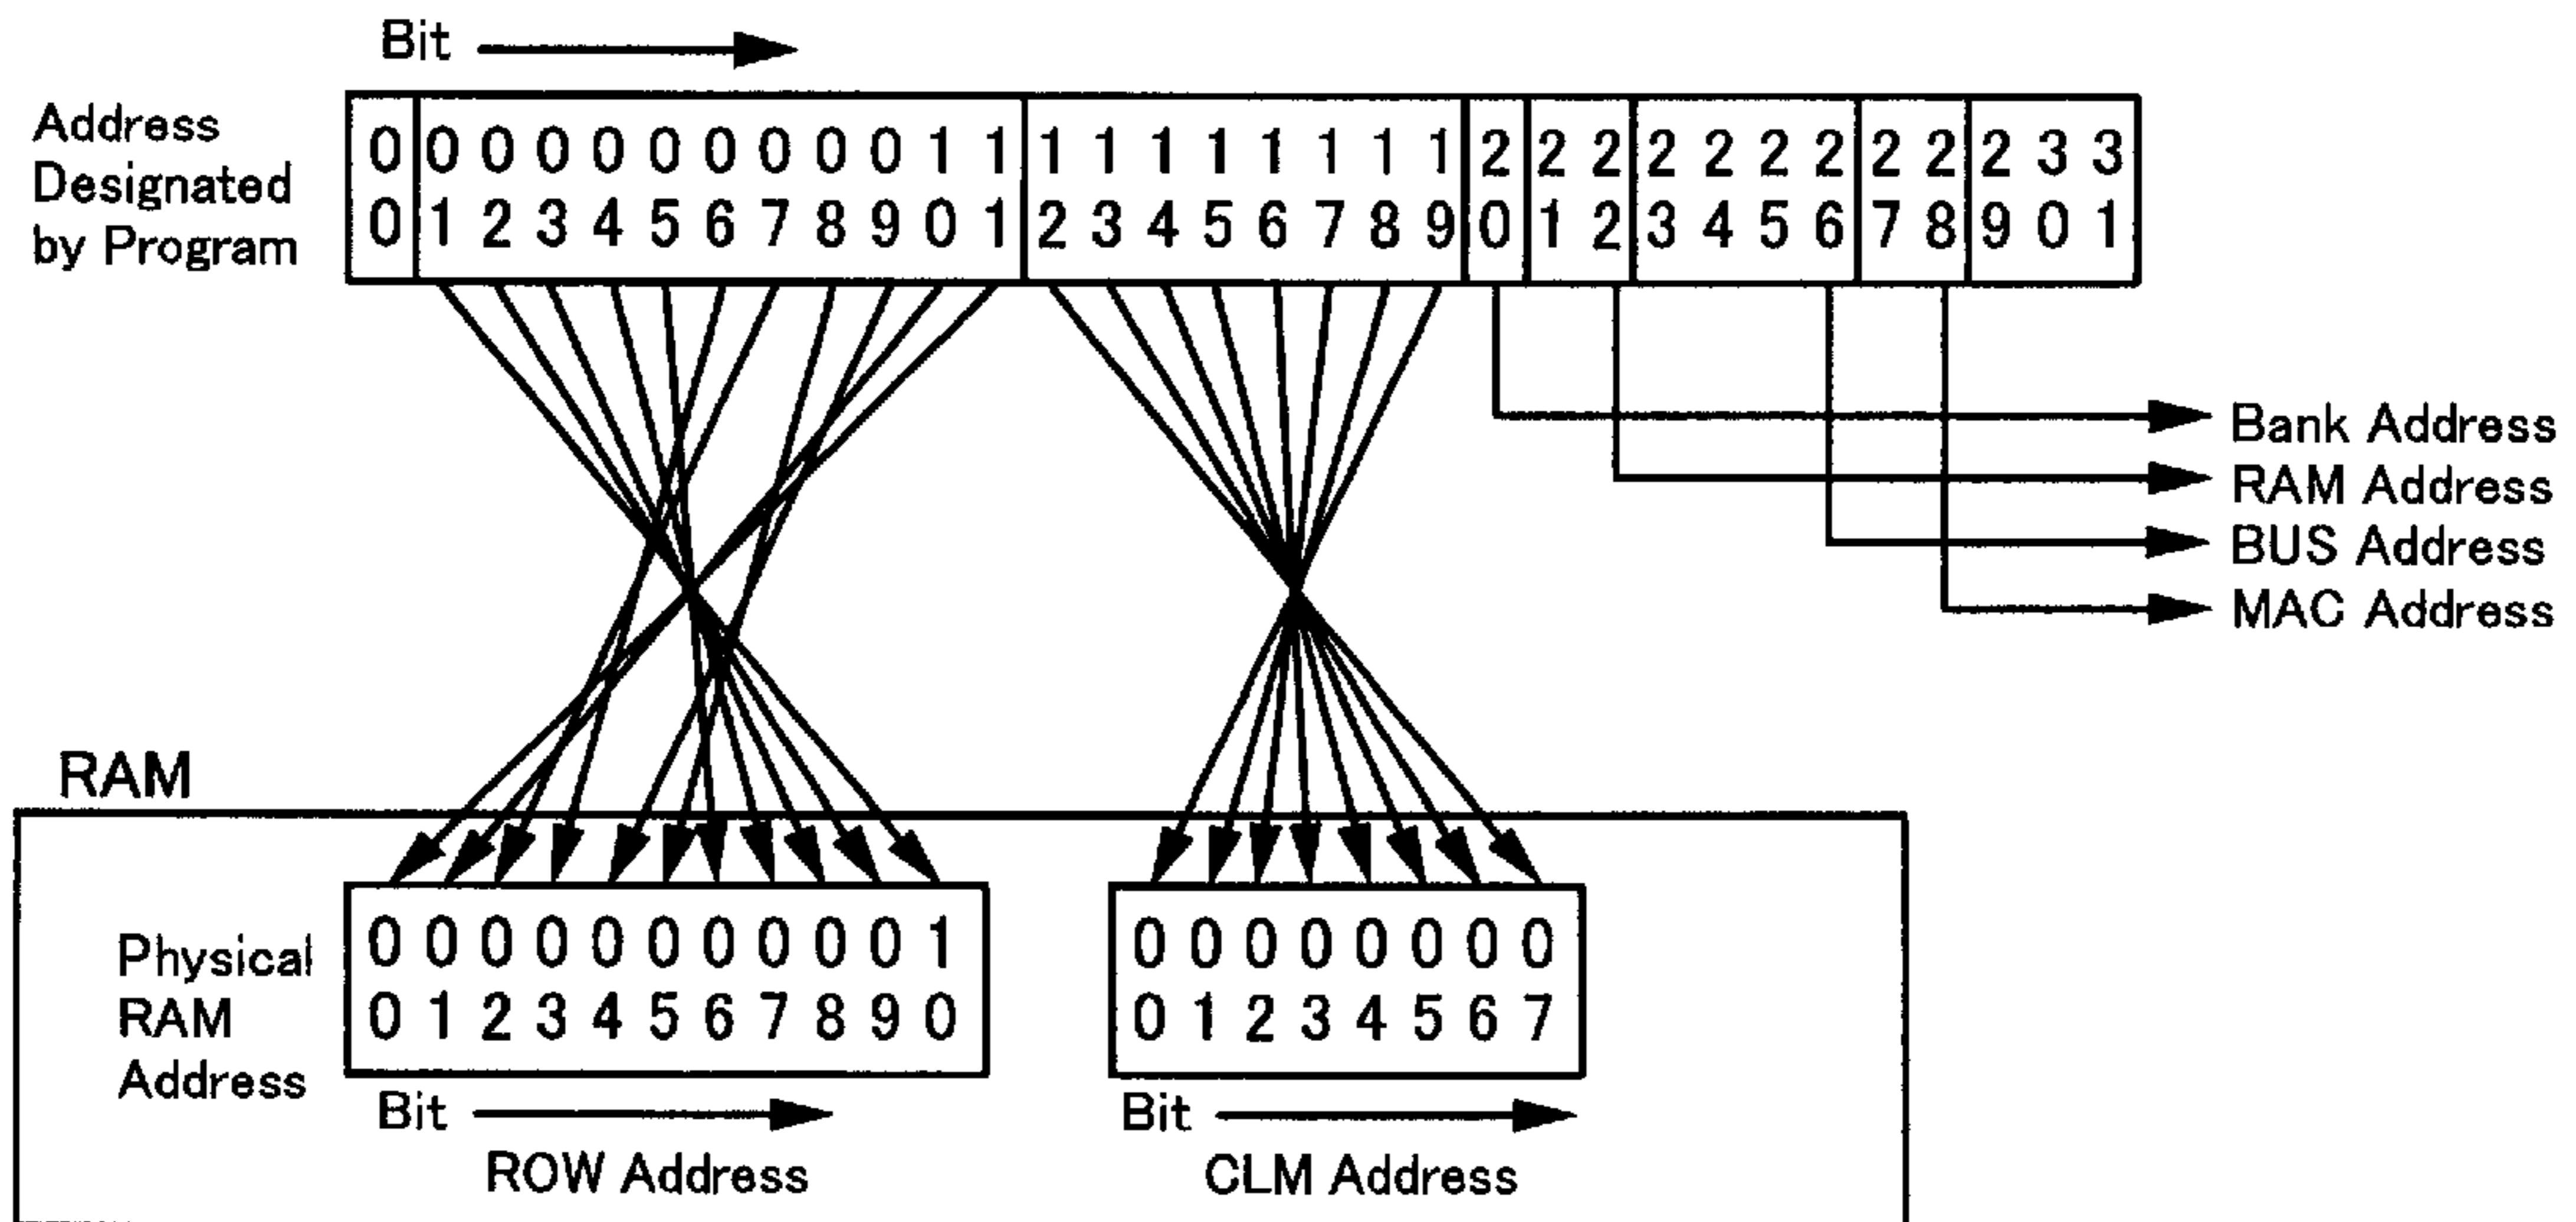 Bit
Address
Designated
by Program
0 0 0 0 0 0 0 0 0 0 1 1 1 1 1 1 1 1 1 1 2 2 2 2 2 2 2 2 2 2 3 3
0 1 2 3 4 5 6 7 8 9 0 1 2 3 4 5 6 7 8 9 0 1 2 3 4 5 6 7 8 9 0 1
Bank Address
RAM Address
BUS Address
MAC Address
RAM
Physical
RAM
Address
0 0 0 0 0 0 0 0 0 0 1
0 1 2 3 4 5 6 7 8 9 0
Bit
ROW Address
0 0 0 0 0 0 0 0
0 1 2 3 4 5 6 7
Bit
CLM Address